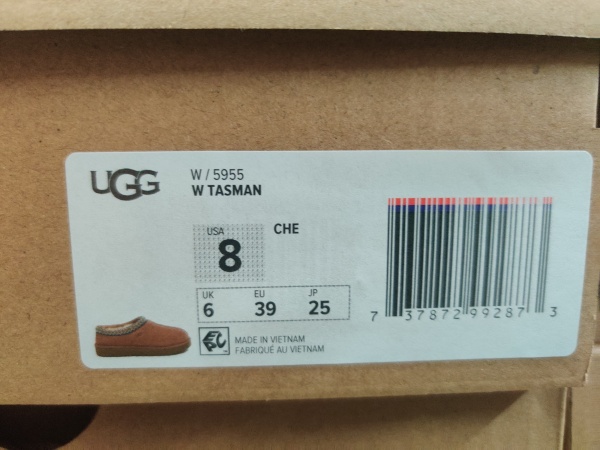 UGG
W / 5955
W TASMAN
USA
8
CHE
UK
6
EU
39
JP
25
MADE IN VIETNAM
FABRIQUÉ AU VIETNAM
7 37872 99287 3